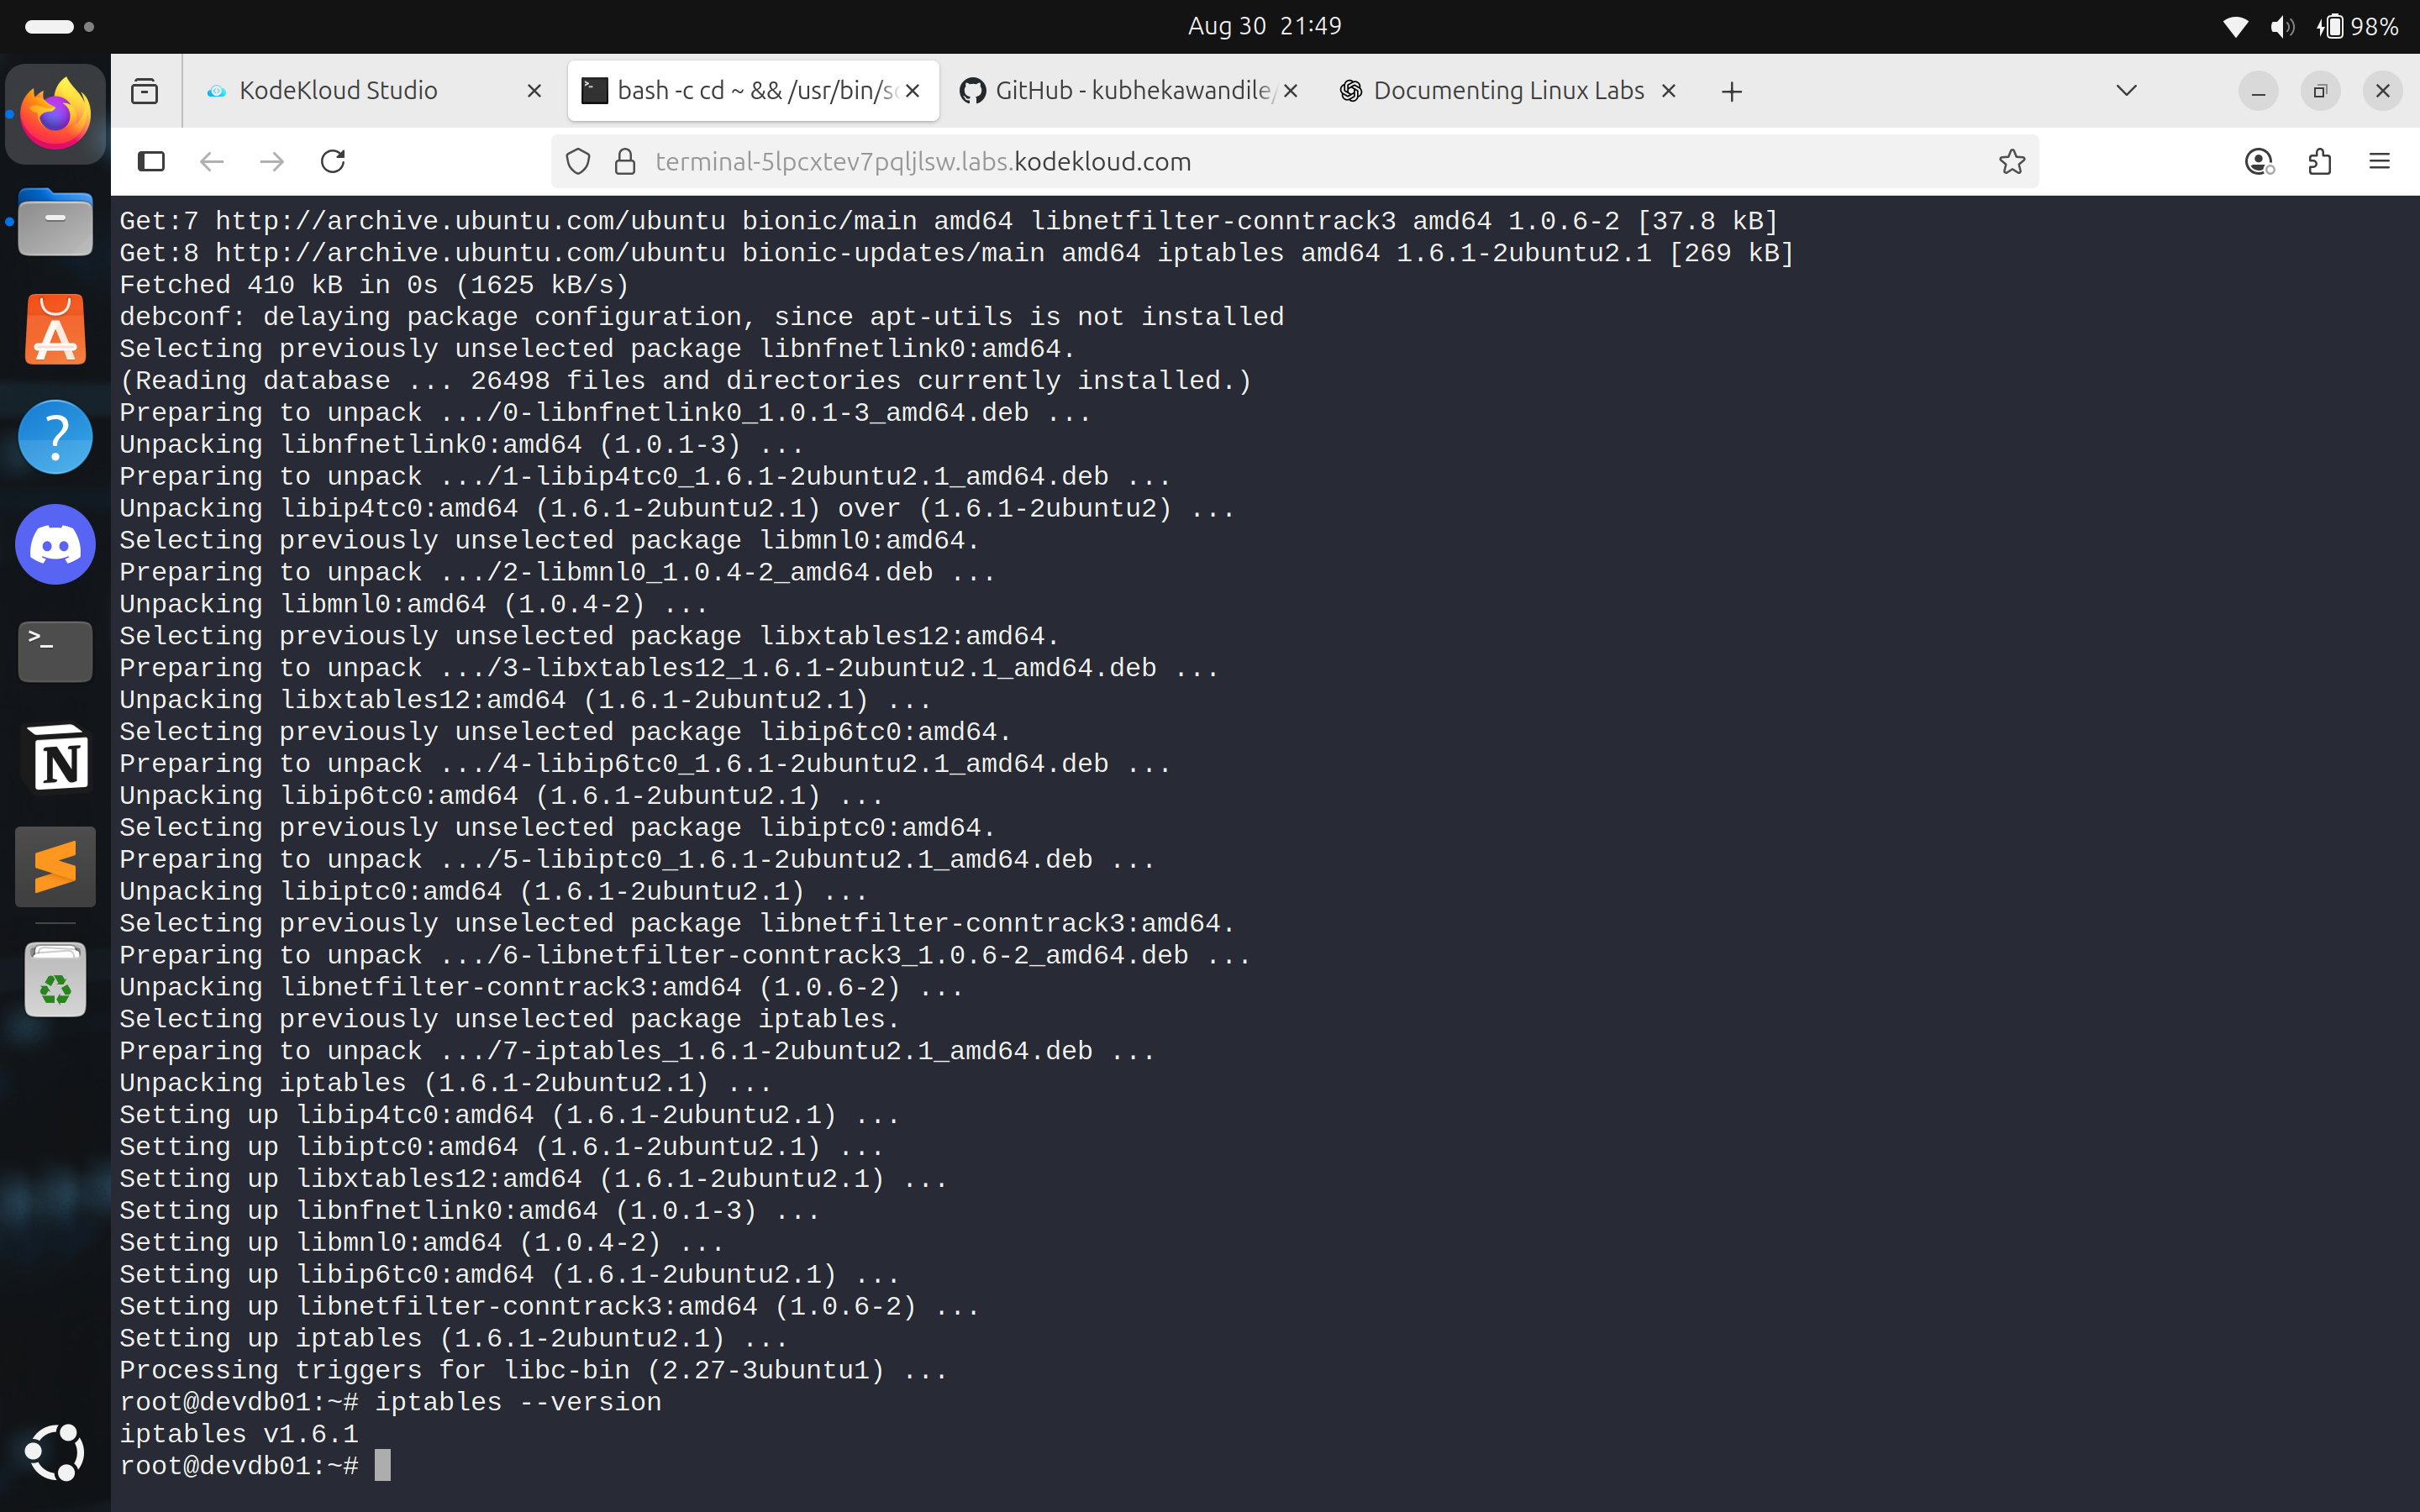 Aug 30 21:49
98%
KodeKloud Studio
bash -c cd ~ && /usr/bin/sc
GitHub - kubhekawandile/
Documenting Linux Labs
terminal-5lpcxtev7pqljlsw.labs.kodekloud.com
Get:7 http://archive.ubuntu.com/ubuntu bionic/main amd64 libnetfilter-conntrack3 amd64 1.0.6-2 [37.8 kB]
Get:8 http://archive.ubuntu.com/ubuntu bionic-updates/main amd64 iptables amd64 1.6.1-2ubuntu2.1 [269 kB]
Fetched 410 kB in 0s (1625 kB/s)
debconf: delaying package configuration, since apt-utils is not installed
Selecting previously unselected package libnfnetlink0:amd64.
(Reading database ... 26498 files and directories currently installed.)
Preparing to unpack .../0-libnfnetlink0_1.0.1-3_amd64.deb ...
Unpacking libnfnetlink0:amd64 (1.0.1-3) ...
Preparing to unpack .../1-libip4tc0_1.6.1-2ubuntu2.1_amd64.deb ...
Unpacking libip4tc0:amd64 (1.6.1-2ubuntu2.1) over (1.6.1-2ubuntu2) ...
Selecting previously unselected package libmnl0:amd64.
Preparing to unpack .../2-libmnl0_1.0.4-2_amd64.deb ...
Unpacking libmnl0:amd64 (1.0.4-2) ...
Selecting previously unselected package libxtables12:amd64.
Preparing to unpack .../3-libxtables12_1.6.1-2ubuntu2.1_amd64.deb ...
Unpacking libxtables12:amd64 (1.6.1-2ubuntu2.1) ...
Selecting previously unselected package libip6tc0:amd64.
Preparing to unpack .../4-libip6tc0_1.6.1-2ubuntu2.1_amd64.deb ...
Unpacking libip6tc0:amd64 (1.6.1-2ubuntu2.1) ...
Selecting previously unselected package libiptc0:amd64.
Preparing to unpack .../5-libiptc0_1.6.1-2ubuntu2.1_amd64.deb ...
Unpacking libiptc0:amd64 (1.6.1-2ubuntu2.1) ...
Selecting previously unselected package libnetfilter-conntrack3:amd64.
Preparing to unpack .../6-libnetfilter-conntrack3_1.0.6-2_amd64.deb ...
Unpacking libnetfilter-conntrack3:amd64 (1.0.6-2) ...
Selecting previously unselected package iptables.
Preparing to unpack .../7-iptables_1.6.1-2ubuntu2.1_amd64.deb ...
Unpacking iptables (1.6.1-2ubuntu2.1) ...
Setting up libip4tc0:amd64 (1.6.1-2ubuntu2.1) ...
Setting up libiptc0:amd64 (1.6.1-2ubuntu2.1) ...
Setting up libxtables12:amd64 (1.6.1-2ubuntu2.1) ...
Setting up libnfnetlink0:amd64 (1.0.1-3) ...
Setting up libmnl0:amd64 (1.0.4-2) ...
Setting up libip6tc0:amd64 (1.6.1-2ubuntu2.1) ...
Setting up libnetfilter-conntrack3:amd64 (1.0.6-2) ...
Setting up iptables (1.6.1-2ubuntu2.1) ...
Processing triggers for libc-bin (2.27-3ubuntu1) ...
root@devdb01:~# iptables --version
iptables v1.6.1
root@devdb01:~#